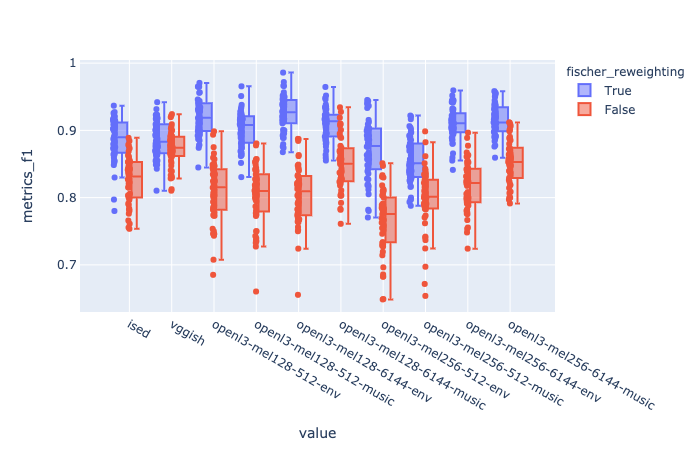 fischer_reweighting
True
False
metrics_f1
1
0.9
0.8
0.7
ised
vggish
openl3-mel128-512-env
openl3-mel128-512-music
openl3-mel128-6144-env
openl3-mel128-6144-music
openl3-mel256-512-env
openl3-mel256-512-music
openl3-mel256-6144-env
openl3-mel256-6144-music
value